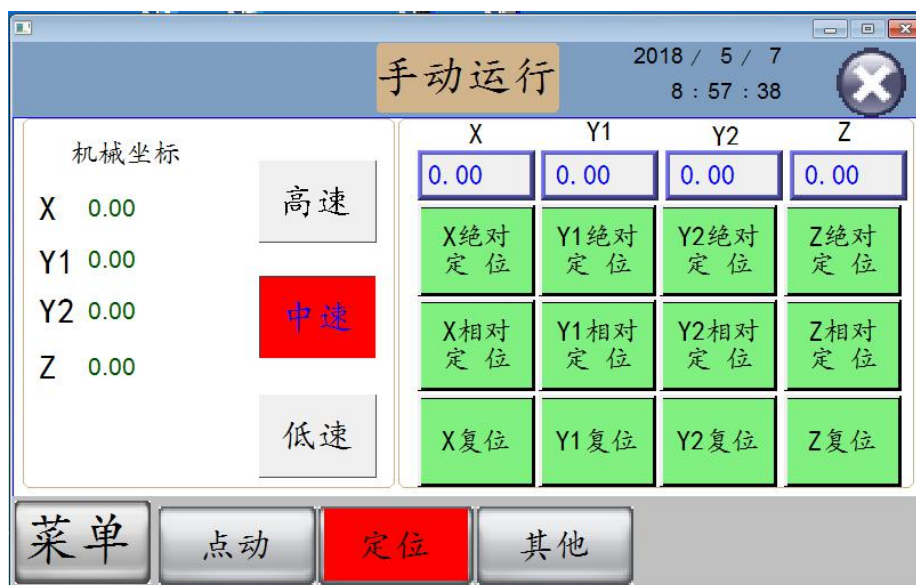 手动运行
2018 / 5 / 7
8 : 57 : 38
机械坐标
X 0.00
Y1 0.00
Y2 0.00
Z 0.00
高速
中速
低速
X Y1 Y2 Z
0.00 0.00 0.00 0.00
X绝对 Y1绝对 Y2绝对 Z绝对
定 位 定 位 定 位 定 位
X相对 Y1相对 Y2相对 Z相对
定 位 定 位 定 位 定 位
X复位 Y1复位 Y2复位 Z复位
菜单 点动 定位 其他